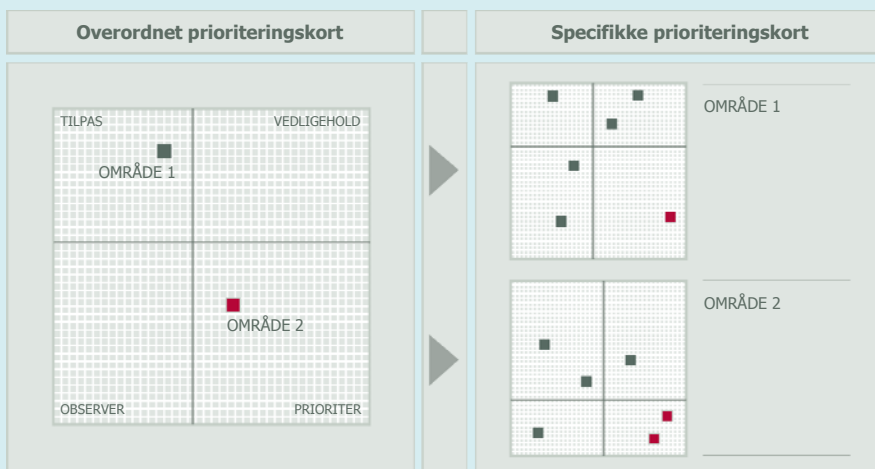 Overordnet prioriteringskort
Specifikke prioriteringskort
TILPAS
VEDLIGEHOLD
OMRÅDE 1
OMRÅDE 2
OBSERVER
PRIORITER
OMRÅDE 1
OMRÅDE 2